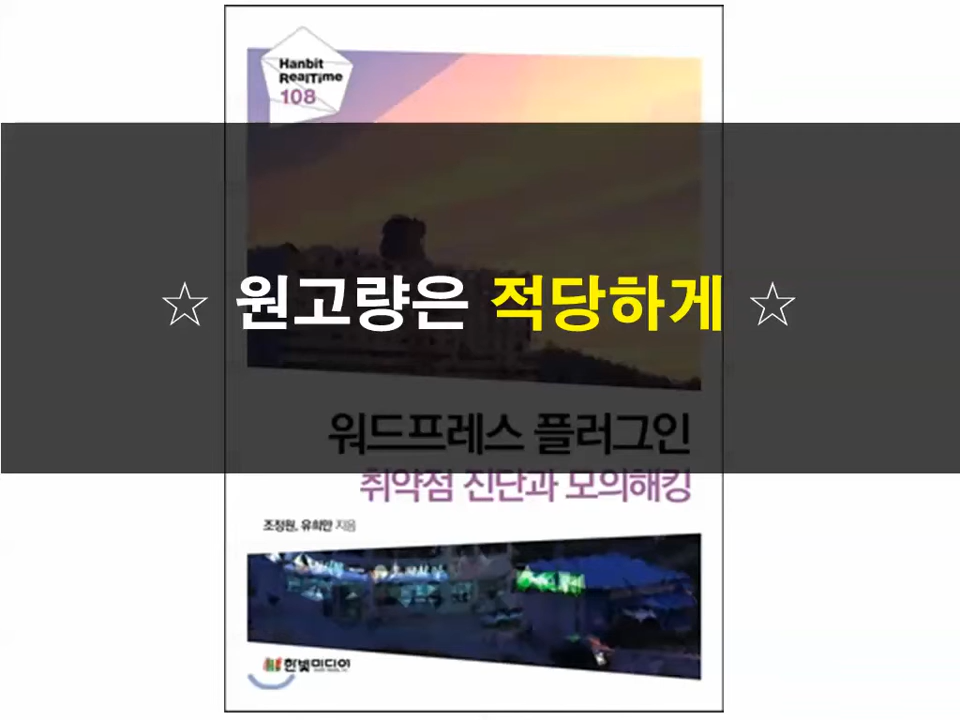 Hanbit
RealTime
108
☆ 원고량은 적당하게 ☆
워드프레스 플러그인
취약점 진단과 모의해킹
조정원, 유희만 지음
한빛미디어